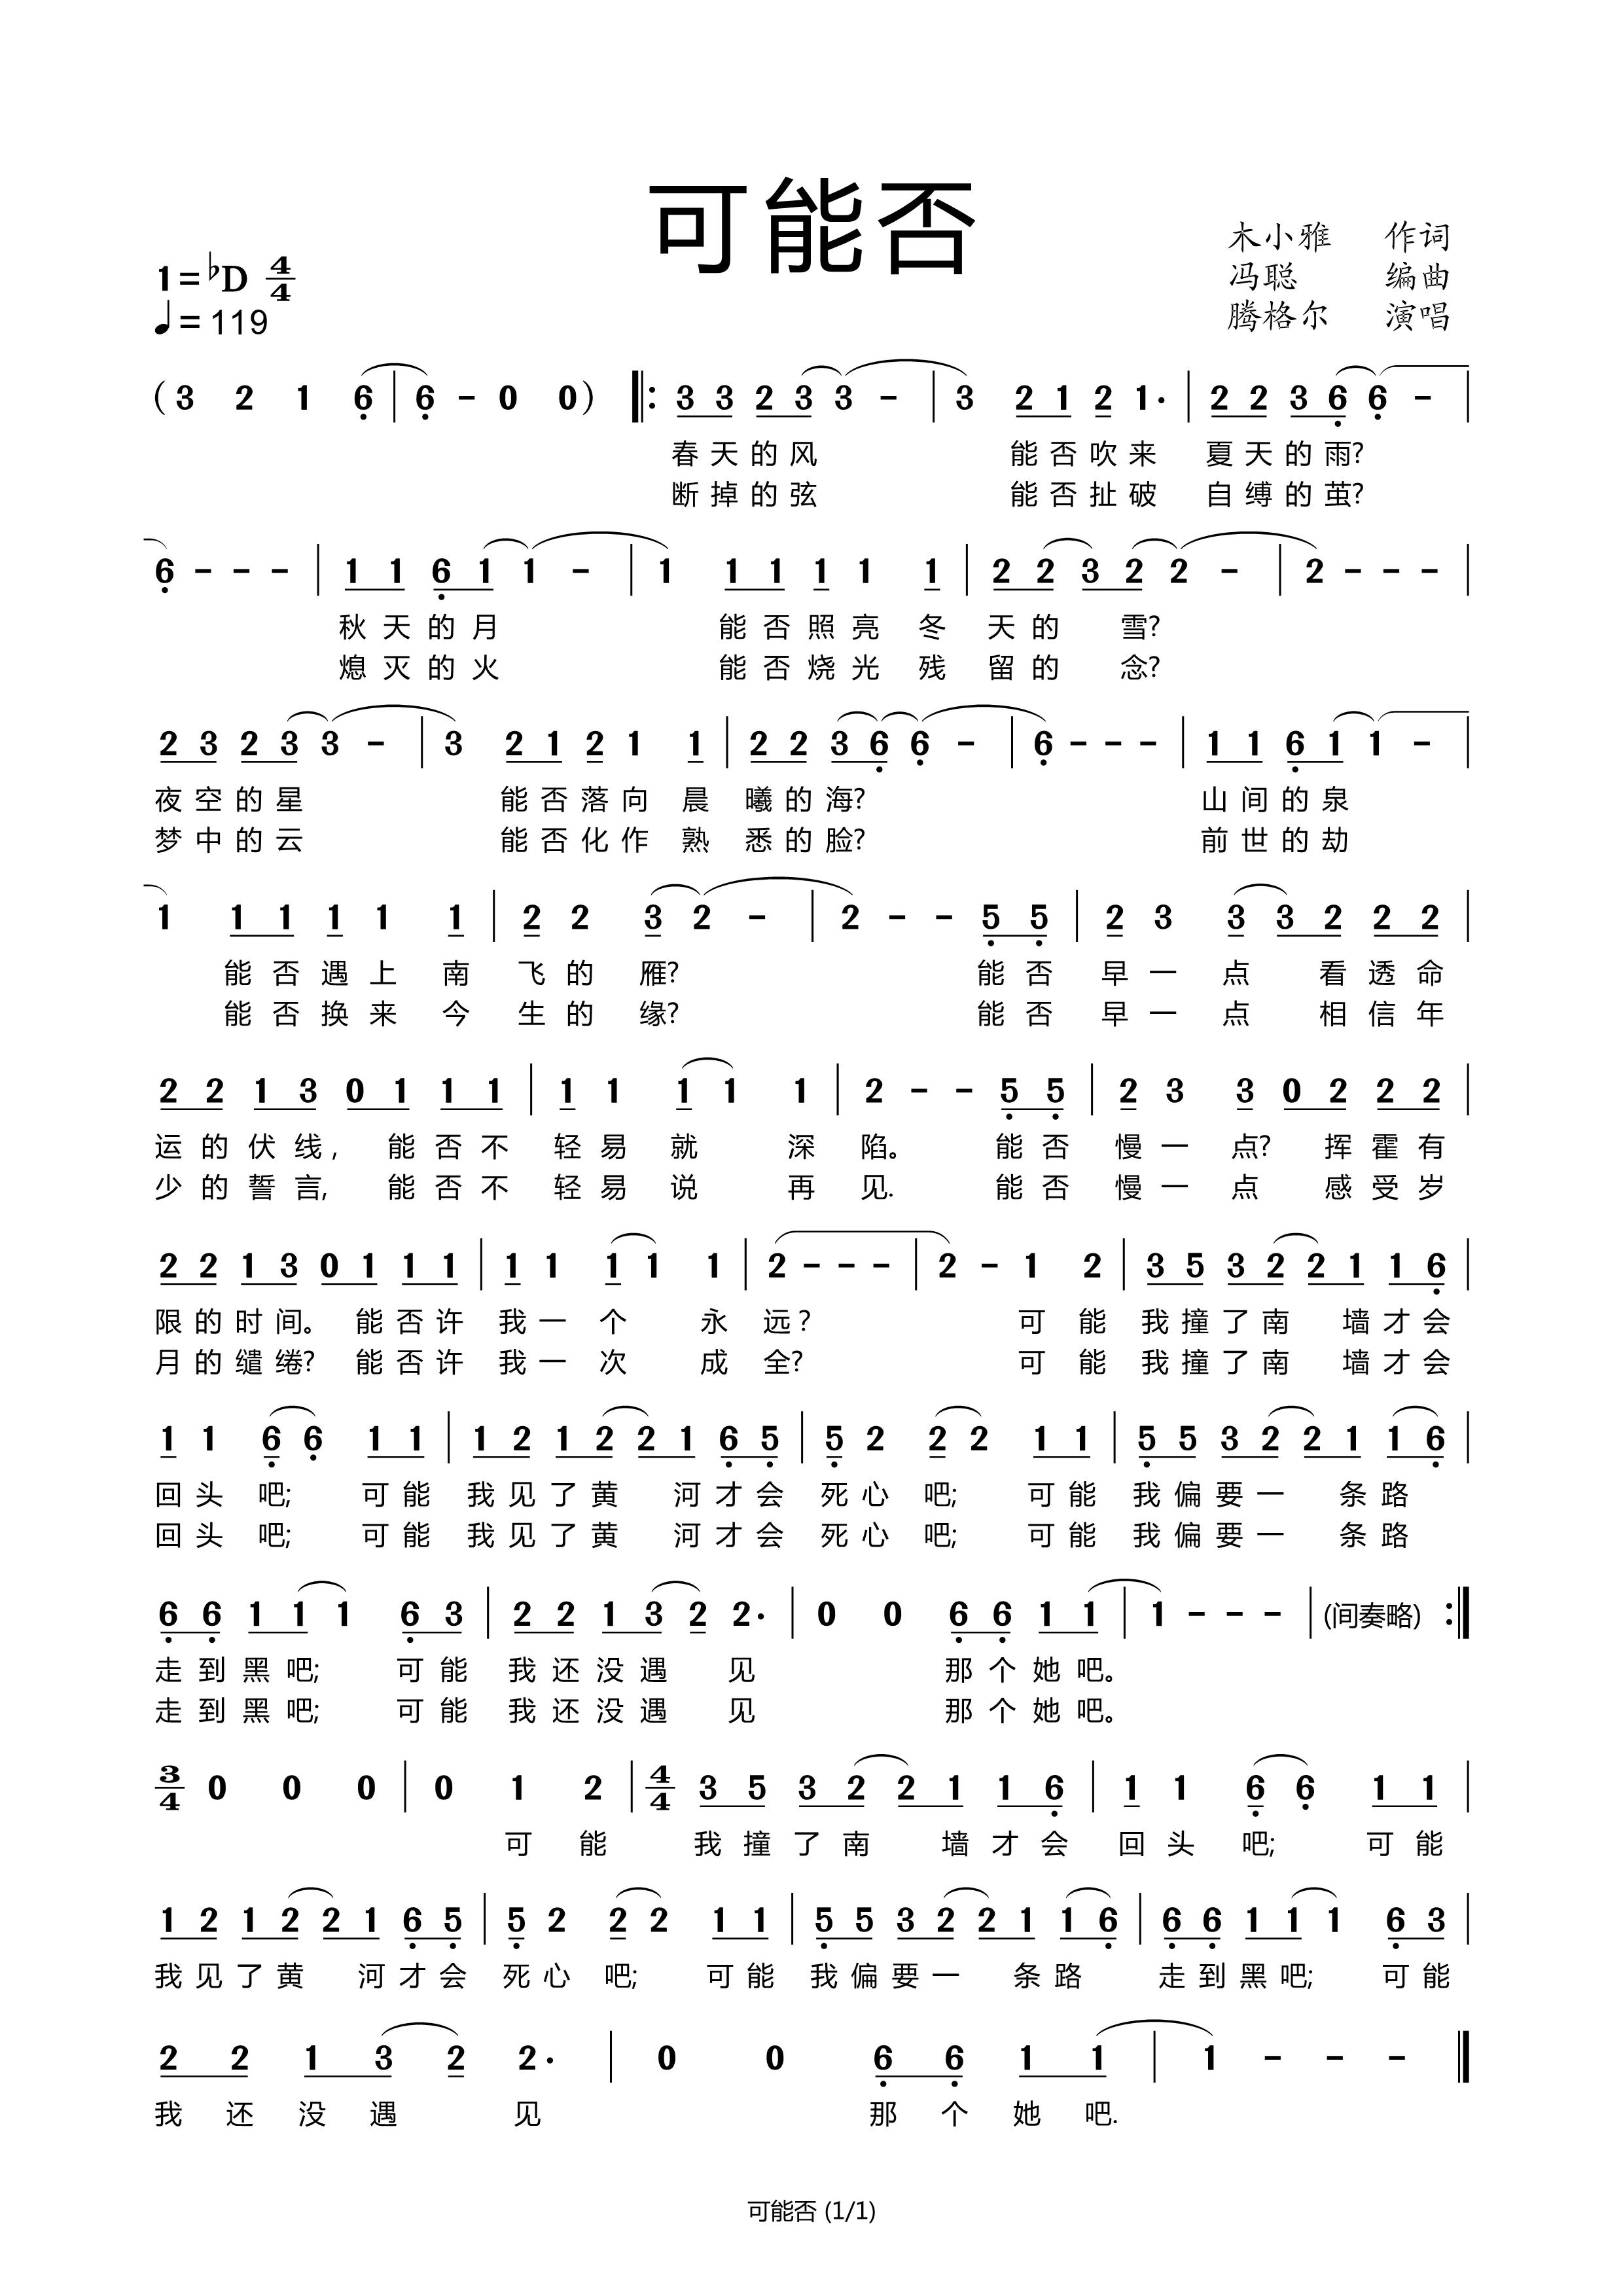 可能否
木小雅 作词
1=♭D 4/4
冯聪 编曲
♩=119
腾格尔 演唱
(3 2 1 6 | 6 - 0 0) |: 3 3 2 3 3 - | 3 2 1 2 1. | 2 2 3 6 6 - |
春天的风 能否吹来 夏天的雨?
断掉的弦 能否扯破 自缚的茧?
6 - - - | 1 1 6 1 1 - | 1 1 1 1 1 1 | 2 2 3 2 2 - | 2 - - - |
秋天的月 能否照亮 冬 天的 雪?
熄灭的火 能否烧光 残 留的 念?
2 3 2 3 3 - | 3 2 1 2 1 1 | 2 2 3 6 6 - | 6 - - - | 1 1 6 1 1 - |
夜空的星 能否落向 晨 曦的海? 山间的泉
梦中的云 能否化作 熟 悉的脸? 前世的劫
1 1 1 1 1 1 | 2 2 3 2 - | 2 - - 5 5 | 2 3 3 3 2 2 2 |
能否遇上 南 飞的 雁? 能否 早一 点 看透命
能否换来 今 生的 缘? 能否 早一 点 相信年
2 2 1 3 0 1 1 1 | 1 1 1 1 1 | 2 - - 5 5 | 2 3 3 0 2 2 2 |
运的伏线, 能否不 轻易 就 深 陷。 能否 慢一 点? 挥霍有
少的誓言, 能否不 轻易 说 再 见. 能否 慢一 点 感受岁
2 2 1 3 0 1 1 1 | 1 1 1 1 1 | 2 - - - | 2 - 1 2 | 3 5 3 2 2 1 1 6 |
限的时间。 能否许 我一 个 永 远? 可 能 我撞了南 墙才会
月的缱绻? 能否许 我一 次 成 全? 可 能 我撞了南 墙才会
1 1 6 6 1 1 | 1 2 1 2 2 1 6 5 | 5 2 2 2 1 1 | 5 5 3 2 2 1 1 6 |
回头 吧; 可能 我见了黄 河才会 死心 吧; 可能 我偏要一 条路
回头 吧; 可能 我见了黄 河才会 死心 吧; 可能 我偏要一 条路
6 6 1 1 1 6 3 | 2 2 1 3 2 2. | 0 0 6 6 1 1 | 1 - - - | (间奏略) :|
走到黑吧; 可能 我还没遇 见 那个她吧。
走到黑吧; 可能 我还没遇 见 那个她吧。
3/4 0 0 0 | 0 1 2 | 4/4 3 5 3 2 2 1 1 6 | 1 1 6 6 1 1 |
可 能 我撞了南 墙才会 回头 吧; 可能
1 2 1 2 2 1 6 5 | 5 2 2 2 1 1 | 5 5 3 2 2 1 1 6 | 6 6 1 1 1 6 3 |
我见了黄 河才会 死心 吧; 可能 我偏要一 条路 走到黑吧; 可能
2 2 1 3 2 2. | 0 0 6 6 1 1 | 1 - - - ‖
我 还 没 遇 见 那 个 她 吧.
可能否 (1/1)